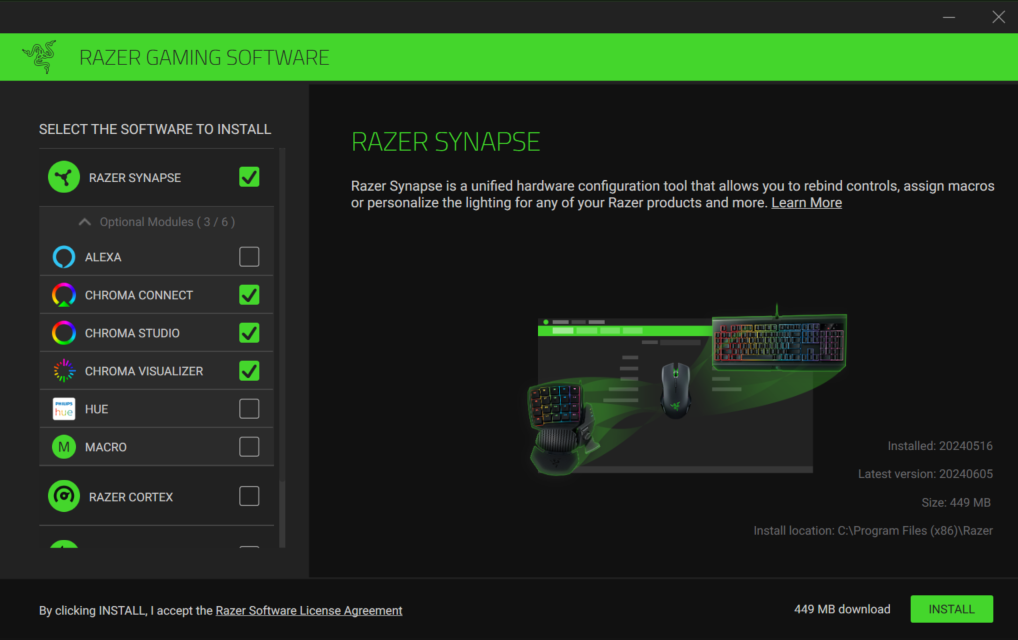 RAZER GAMING SOFTWARE
SELECT THE SOFTWARE TO INSTALL
RAZER SYNAPSE
Optional Modules ( 3 / 6 )
ALEXA
CHROMA CONNECT
CHROMA STUDIO
CHROMA VISUALIZER
PHILIPS
hue
HUE
M
MACRO
RAZER CORTEX
RAZER SYNAPSE
Razer Synapse is a unified hardware configuration tool that allows you to rebind controls, assign macros
or personalize the lighting for any of your Razer products and more. Learn More
Installed: 20240516
Latest version: 20240605
Size: 449 MB
Install location: C:\Program Files (x86)\Razer
By clicking INSTALL, I accept the Razer Software License Agreement
449 MB download
INSTALL